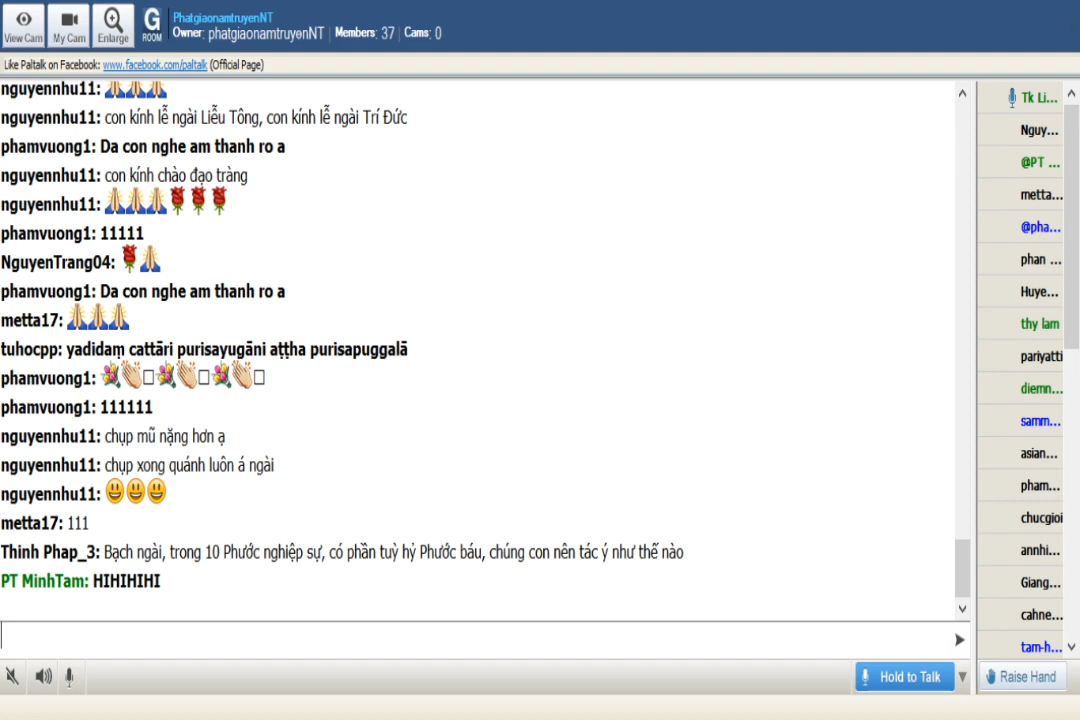 PhatgiaonamtruyenNT
G
ROOM
Owner: phatgiaonamtruyenNT | Members: 37 | Cams: 0
View Cam
My Cam
Enlarge
Like Paltalk on Facebook: www.facebook.com/paltalk (Official Page)
nguyennhu11: 🙏🙏🙏
nguyennhu11: con kính lễ ngài Liễu Tông, con kính lễ ngài Trí Đức
phamvuong1: Da con nghe am thanh ro a
nguyennhu11: con kính chào đạo tràng
nguyennhu11: 🙏🙏🙏🌹🌹🌹
phamvuong1: 11111
NguyenTrang04: 🌹🙏
phamvuong1: Da con nghe am thanh ro a
metta17: 🙏🙏🙏
tuhocpp: yadidaṃ cattāri purisayugāni aṭṭha purisapuggalā
phamvuong1: 💐👏□💐👏□💐👏□
phamvuong1: 111111
nguyennhu11: chụp mũ nặng hơn ạ
nguyennhu11: chụp xong quánh luôn á ngài
nguyennhu11: 😃😃😃
metta17: 111
Thinh Phap_3: Bạch ngài, trong 10 Phước nghiệp sự, có phần tuỳ hỷ Phước báu, chúng con nên tác ý như thế nào
PT MinhTam: HIHIHIHI
Tk Li...
Nguy...
@PT ...
metta...
@pha...
phan ...
Huye...
thy lam
pariyatti
diemn...
samm...
asian...
pham...
chucgioi
annhi...
Giang...
cahne...
tam-h...
Hold to Talk
Raise Hand